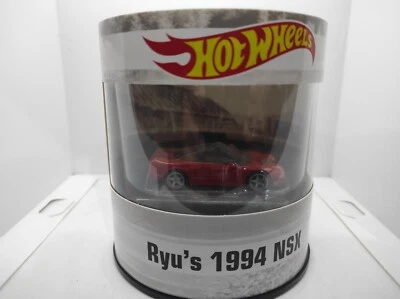 HOT WHEELS
Ryu's 1994 NSX